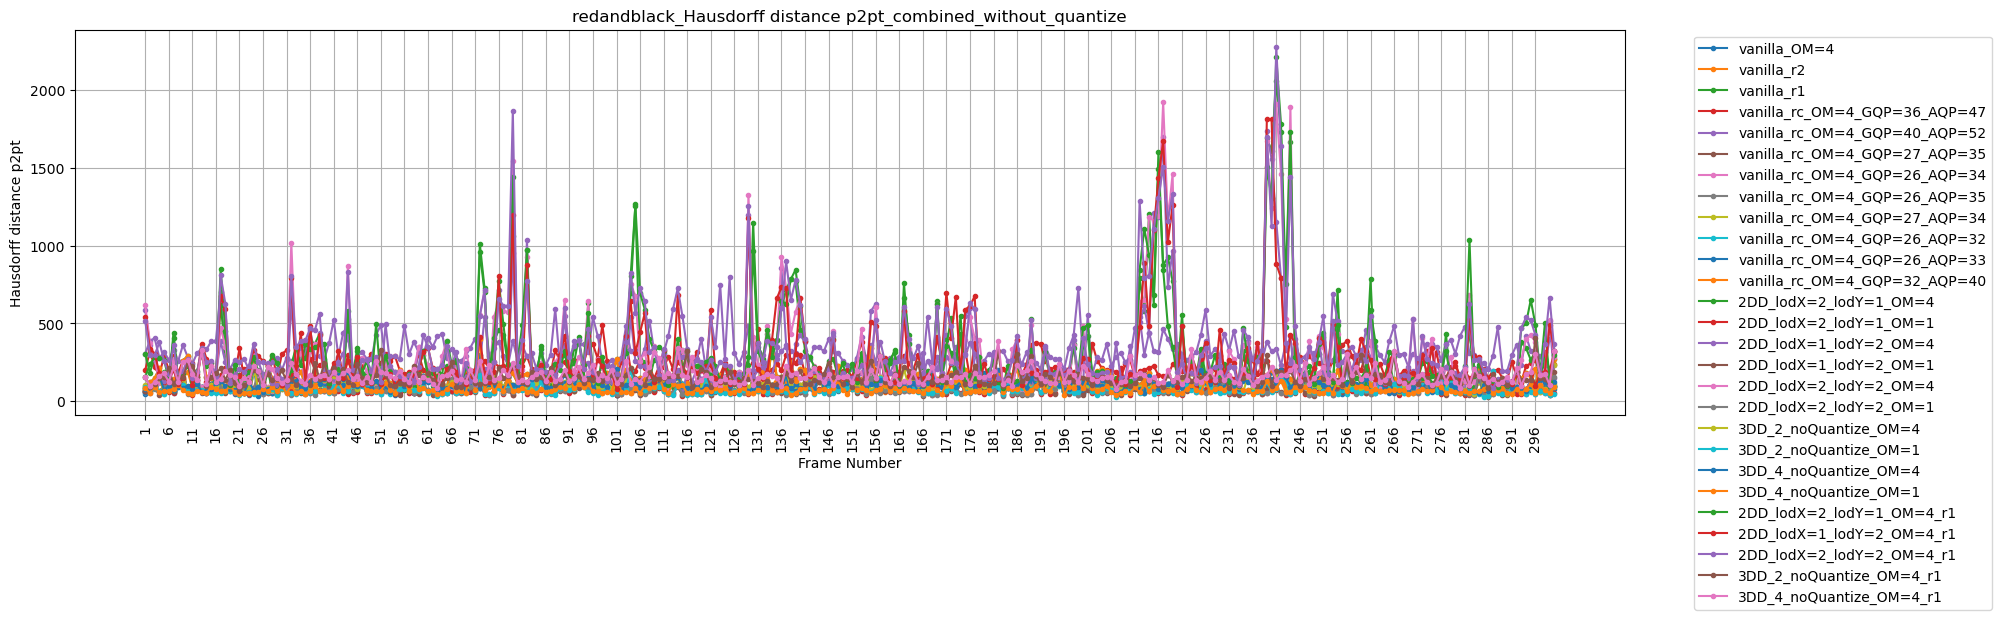 redandblack_Hausdorff distance p2pt_combined_without_quantize
Hausdorff distance p2pt
2000
1500
1000
500
0
1 6 11 16 21 26 31 36 41 46 51 56 61 66 71 76 81 86 91 96 101 106 111 116 121 126 131 136 141 146 151 156 161 166 171 176 181 186 191 196 201 206 211 216 221 226 231 236 241 246 251 256 261 266 271 276 281 286 291 296
Frame Number
vanilla_OM=4
vanilla_r2
vanilla_r1
vanilla_rc_OM=4_GQP=36_AQP=47
vanilla_rc_OM=4_GQP=40_AQP=52
vanilla_rc_OM=4_GQP=27_AQP=35
vanilla_rc_OM=4_GQP=26_AQP=34
vanilla_rc_OM=4_GQP=26_AQP=35
vanilla_rc_OM=4_GQP=27_AQP=34
vanilla_rc_OM=4_GQP=26_AQP=32
vanilla_rc_OM=4_GQP=26_AQP=33
vanilla_rc_OM=4_GQP=32_AQP=40
2DD_lodX=2_lodY=1_OM=4
2DD_lodX=2_lodY=1_OM=1
2DD_lodX=1_lodY=2_OM=4
2DD_lodX=1_lodY=2_OM=1
2DD_lodX=2_lodY=2_OM=4
2DD_lodX=2_lodY=2_OM=1
3DD_2_noQuantize_OM=4
3DD_2_noQuantize_OM=1
3DD_4_noQuantize_OM=4
3DD_4_noQuantize_OM=1
2DD_lodX=2_lodY=1_OM=4_r1
2DD_lodX=1_lodY=2_OM=4_r1
2DD_lodX=2_lodY=2_OM=4_r1
3DD_2_noQuantize_OM=4_r1
3DD_4_noQuantize_OM=4_r1